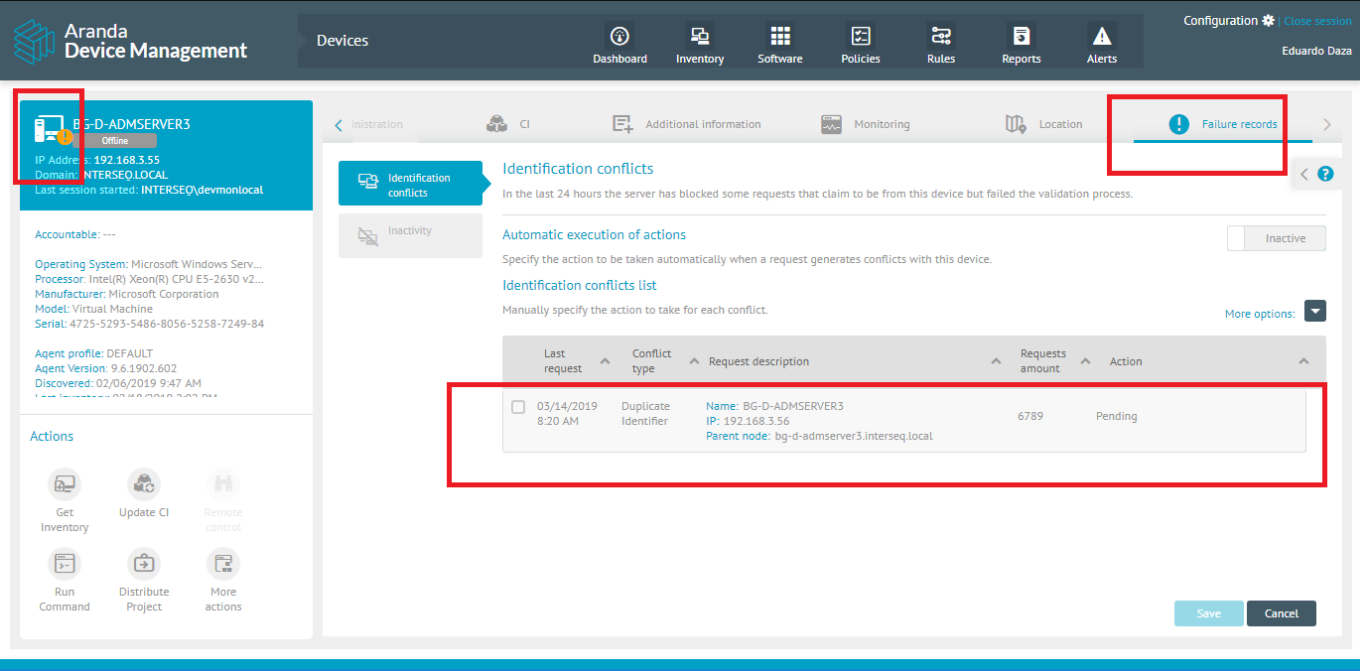 Aranda
Device Management
Devices
Dashboard
Inventory
Software
Policies
Rules
Reports
Alerts
Configuration | Close session
Eduardo Daza
BG-D-ADMSERVER3
Offline
IP Address: 192.168.3.55
Domain: INTERSEQ.LOCAL
Last session started: INTERSEQ\devmonlocal
Accountable: ---
Operating System: Microsoft Windows Serv...
Processor: Intel(R) Xeon(R) CPU E5-2630 v2...
Manufacturer: Microsoft Corporation
Model: Virtual Machine
Serial: 4725-5293-5486-8056-5258-7249-84
Agent profile: DEFAULT
Agent Version: 9.6.1902.602
Discovered: 02/06/2019 9:47 AM
Actions
Get
Inventory
Update CI
Remote
control
Run
Command
Distribute
Project
More
actions
inistration
CI
Additional information
Monitoring
Location
Failure records
Identification
conflicts
Inactivity
Identification conflicts
In the last 24 hours the server has blocked some requests that claim to be from this device but failed the validation process.
Automatic execution of actions
Inactive
Specify the action to be taken automatically when a request generates conflicts with this device.
Identification conflicts list
Manually specify the action to take for each conflict.
More options:
Last
request
Conflict
type
Request description
Requests
amount
Action
03/14/2019
8:20 AM
Duplicate
Identifier
Name: BG-D-ADMSERVER3
IP: 192.168.3.56
Parent node: bg-d-admserver3.interseq.local
6789
Pending
Save
Cancel